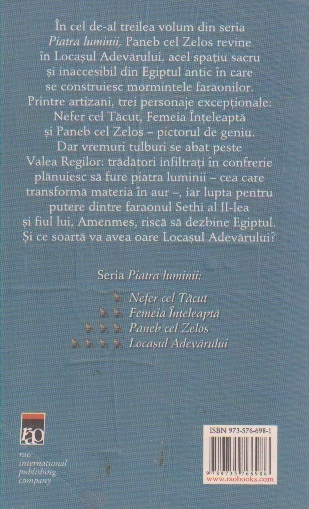 În cel de-al treilea volum din seria
Piatra luminii, Paneb cel Zelos revine
în Locașul Adevărului, acel spațiu sacru
și inaccesibil din Egiptul antic în care
se construiesc mormintele faraonilor.
Printre artizani, trei personaje excepționale:
Nefer cel Tăcut, Femeia Înțeleaptă
și Paneb cel Zelos – pictorul de geniu.
Dar vremuri tulburi se abat peste
Valea Regilor: trădători infiltrați în confrerie
plănuiesc să fure piatra luminii – cea care
transformă materia în aur –, iar lupta pentru
putere dintre faraonul Sethi al II-lea
și fiul lui, Amenmes, riscă să dezbine Egiptul.
Și ce soartă va avea oare Locașul Adevărului?
Seria Piatra luminii:
Nefer cel Tăcut
Femeia Înțeleaptă
Paneb cel Zelos
Locașul Adevărului
rao
rao
international
publishing
company
ISBN 973-576-698-1
www.raobooks.com